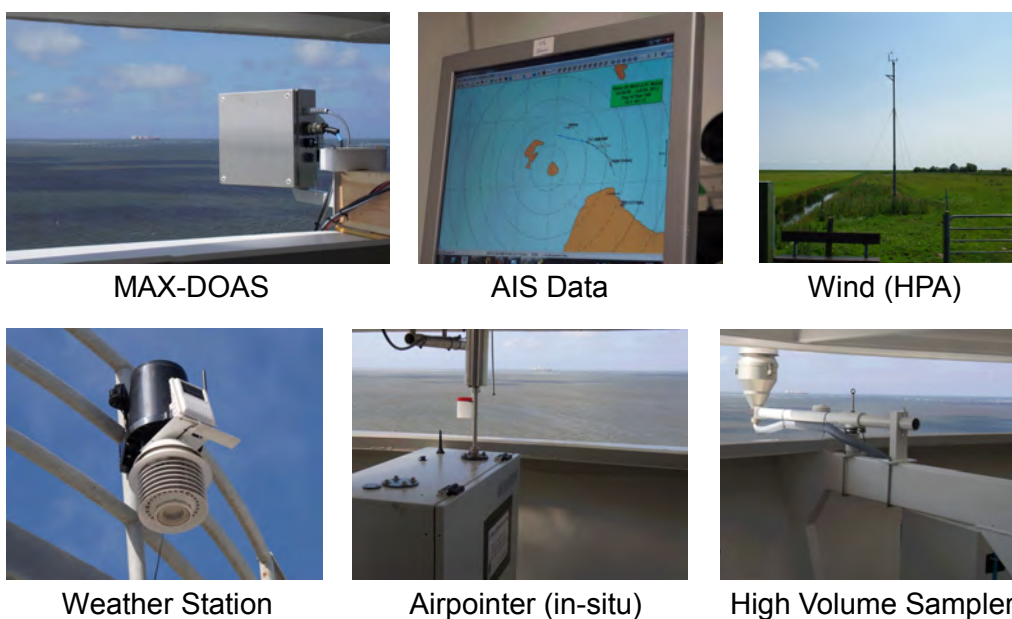 MAX-DOAS
AIS Data
Wind (HPA)
Weather Station
Airpointer (in-situ)
High Volume Sampler